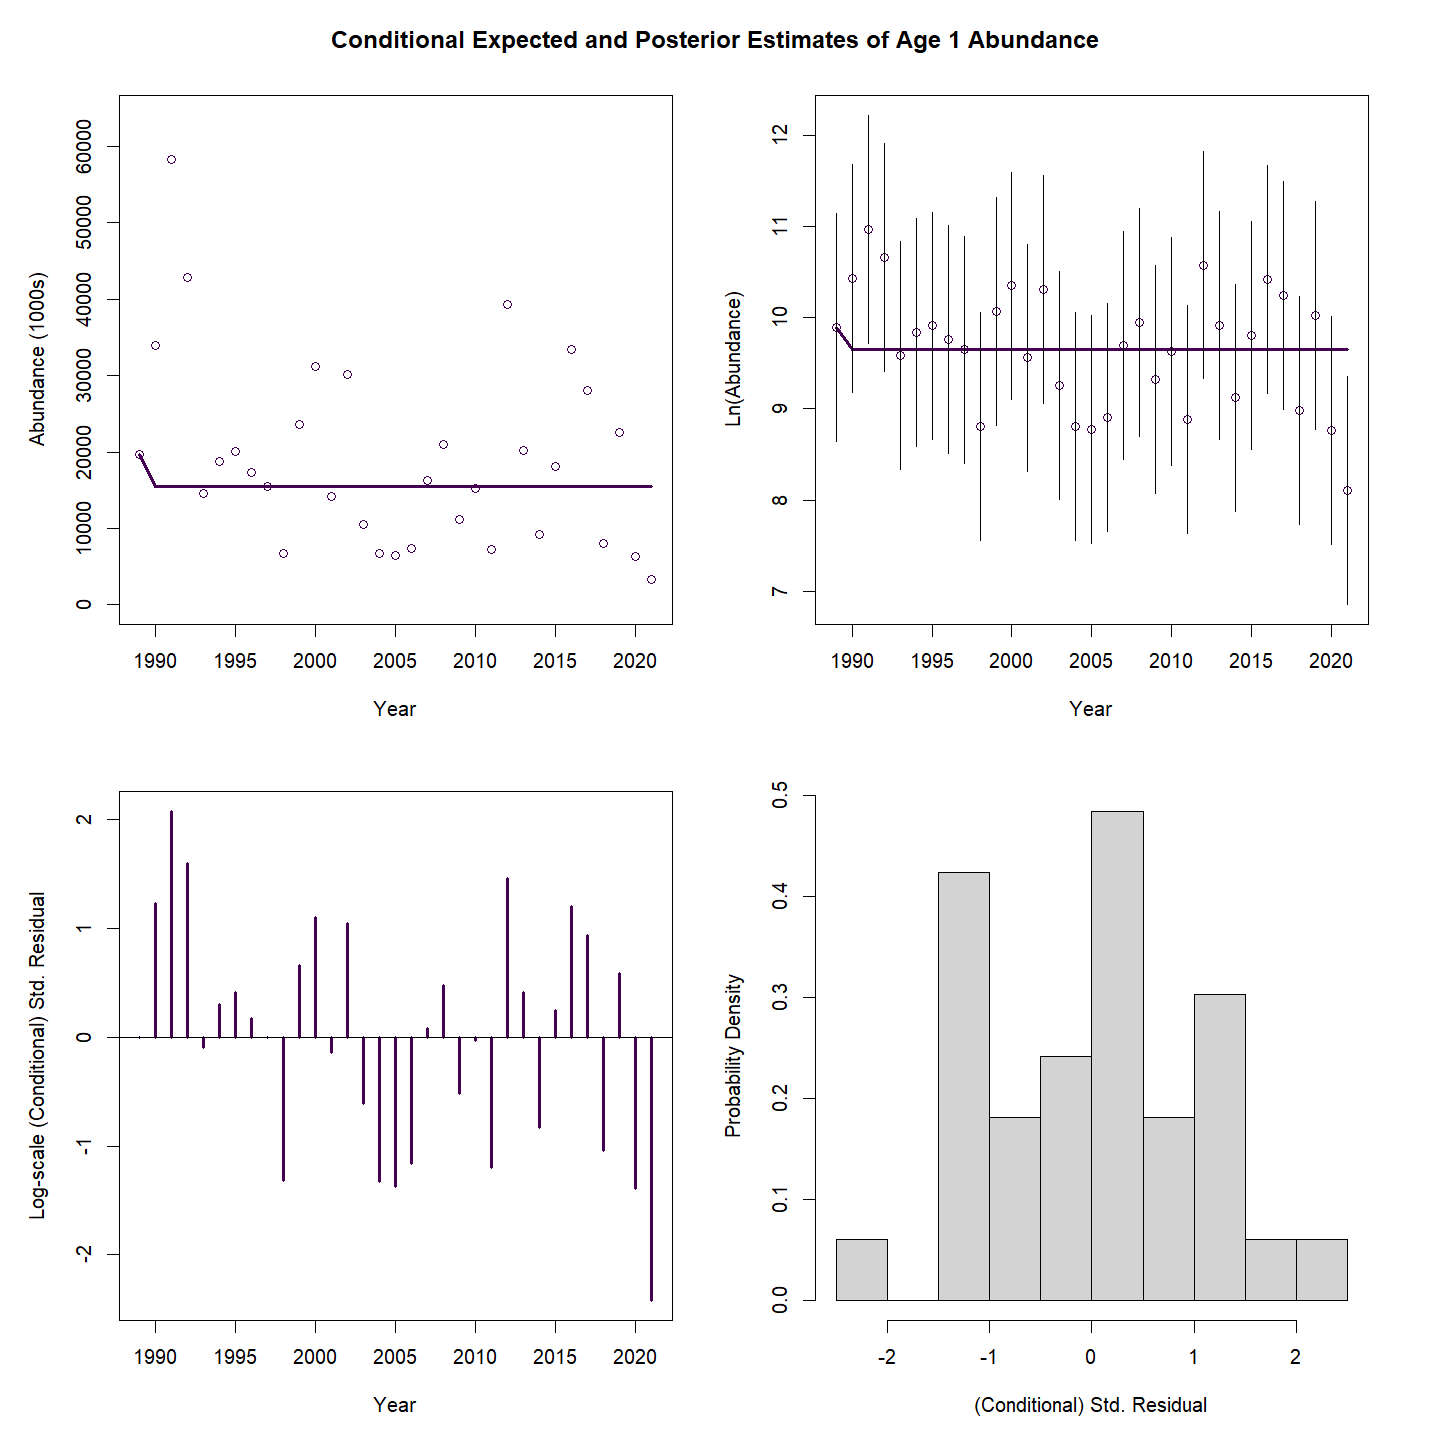 Conditional Expected and Posterior Estimates of Age 1 Abundance
Abundance (1000s)
60000
50000
40000
30000
20000
10000
0
1990 1995 2000 2005 2010 2015 2020
Year
Ln(Abundance)
12
11
10
9
8
7
1990 1995 2000 2005 2010 2015 2020
Year
Log-scale (Conditional) Std. Residual
2
1
0
-1
-2
1990 1995 2000 2005 2010 2015 2020
Year
Probability Density
0.5
0.4
0.3
0.2
0.1
0.0
-2 -1 0 1 2
(Conditional) Std. Residual